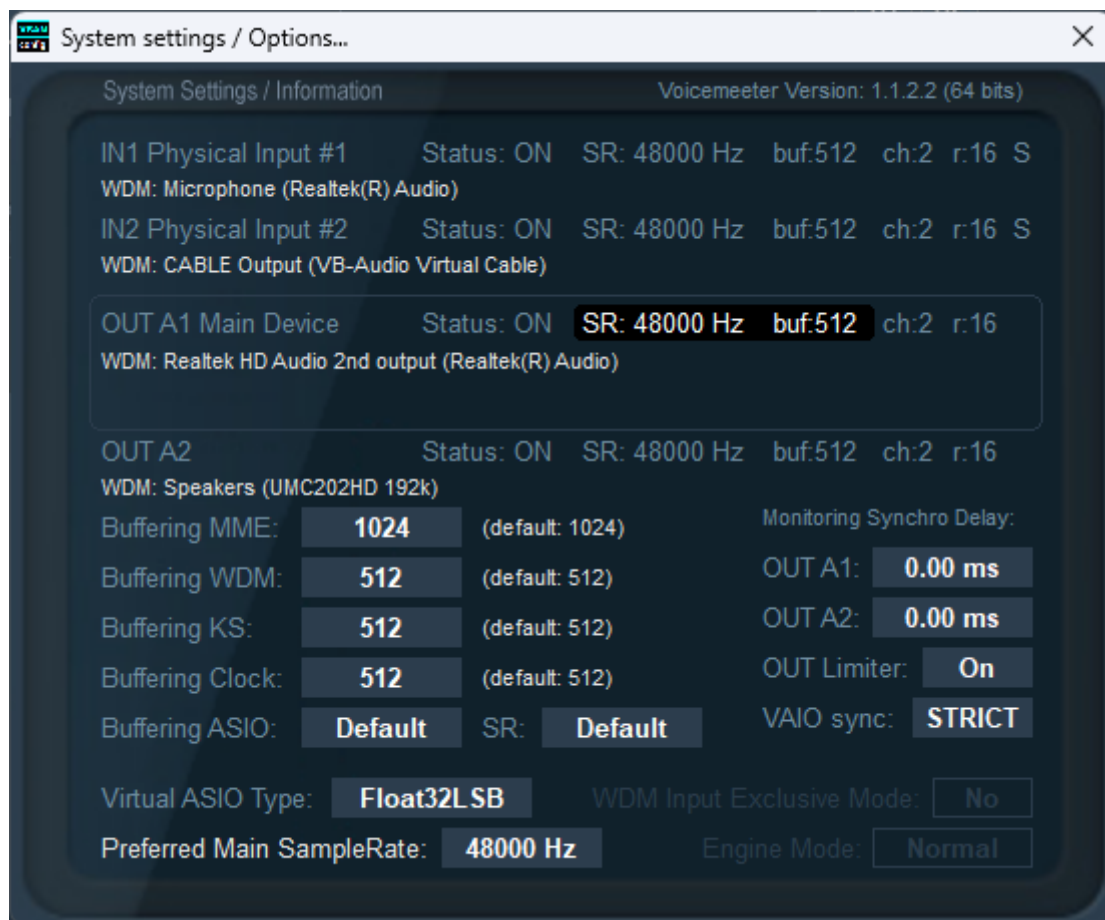 System settings / Options...
System Settings / Information Voicemeeter Version: 1.1.2.2 (64 bits)
IN1 Physical Input #1 Status: ON SR: 48000 Hz buf:512 ch:2 r:16 S
WDM: Microphone (Realtek(R) Audio)
IN2 Physical Input #2 Status: ON SR: 48000 Hz buf:512 ch:2 r:16 S
WDM: CABLE Output (VB-Audio Virtual Cable)
OUT A1 Main Device Status: ON SR: 48000 Hz buf:512 ch:2 r:16
WDM: Realtek HD Audio 2nd output (Realtek(R) Audio)
OUT A2 Status: ON SR: 48000 Hz buf:512 ch:2 r:16
WDM: Speakers (UMC202HD 192k)
Buffering MME: 1024 (default: 1024) Monitoring Synchro Delay:
Buffering WDM: 512 (default: 512) OUT A1: 0.00 ms
Buffering KS: 512 (default: 512) OUT A2: 0.00 ms
Buffering Clock: 512 (default: 512) OUT Limiter: On
Buffering ASIO: Default SR: Default VAIO sync: STRICT
Virtual ASIO Type: Float32LSB WDM Input Exclusive Mode: No
Preferred Main SampleRate: 48000 Hz Engine Mode: Normal